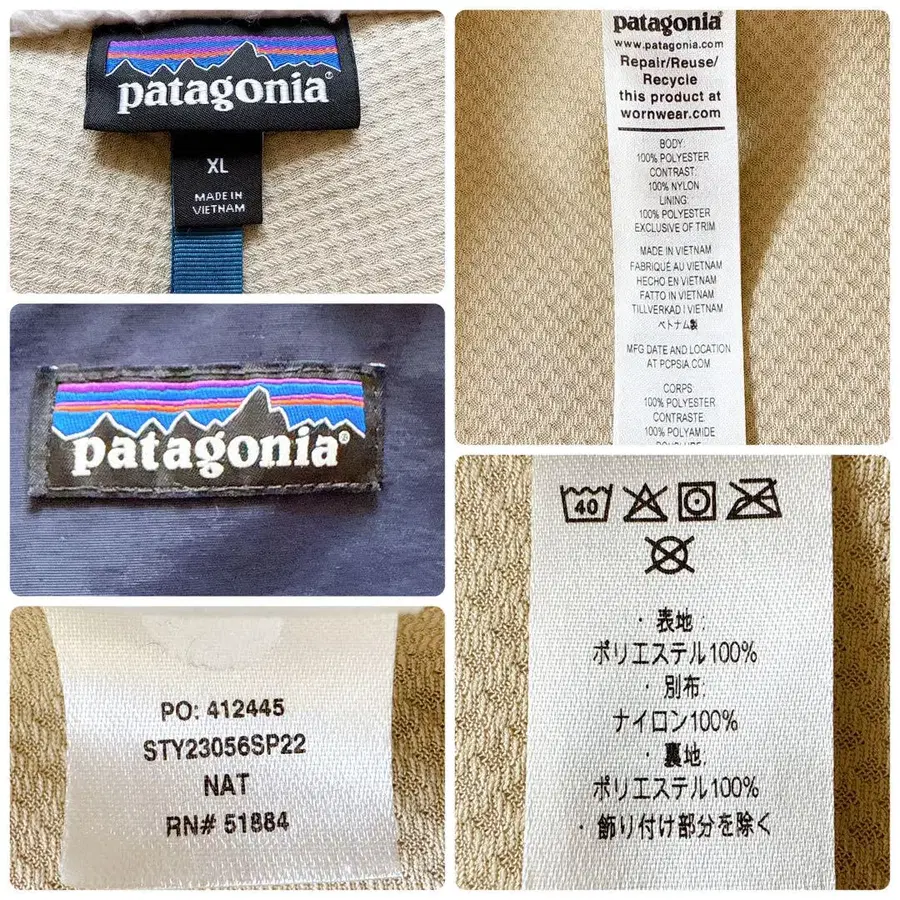 patagonia®
XL
MADE IN
VIETNAM
patagonia®
PO: 412445
STY23056SP22
NAT
RN# 51884
patagonia®
www.patagonia.com
Repair/Reuse/
Recycle
this product at
wornwear.com
BODY:
100% POLYESTER
CONTRAST:
100% NYLON
LINING:
100% POLYESTER
EXCLUSIVE OF TRIM
MADE IN VIETNAM
FABRIQUÉ AU VIETNAM
HECHO EN VIETNAM
FATTO IN VIETNAM
TILLVERKAD I VIETNAM
ベトナム製
MFG DATE AND LOCATION
AT PCPSIA.COM
CORPS:
100% POLYESTER
CONTRASTE:
100% POLYAMIDE
40
・表地:
ポリエステル100%
・別布:
ナイロン100%
・裏地:
ポリエステル100%
・飾り付け部分を除く